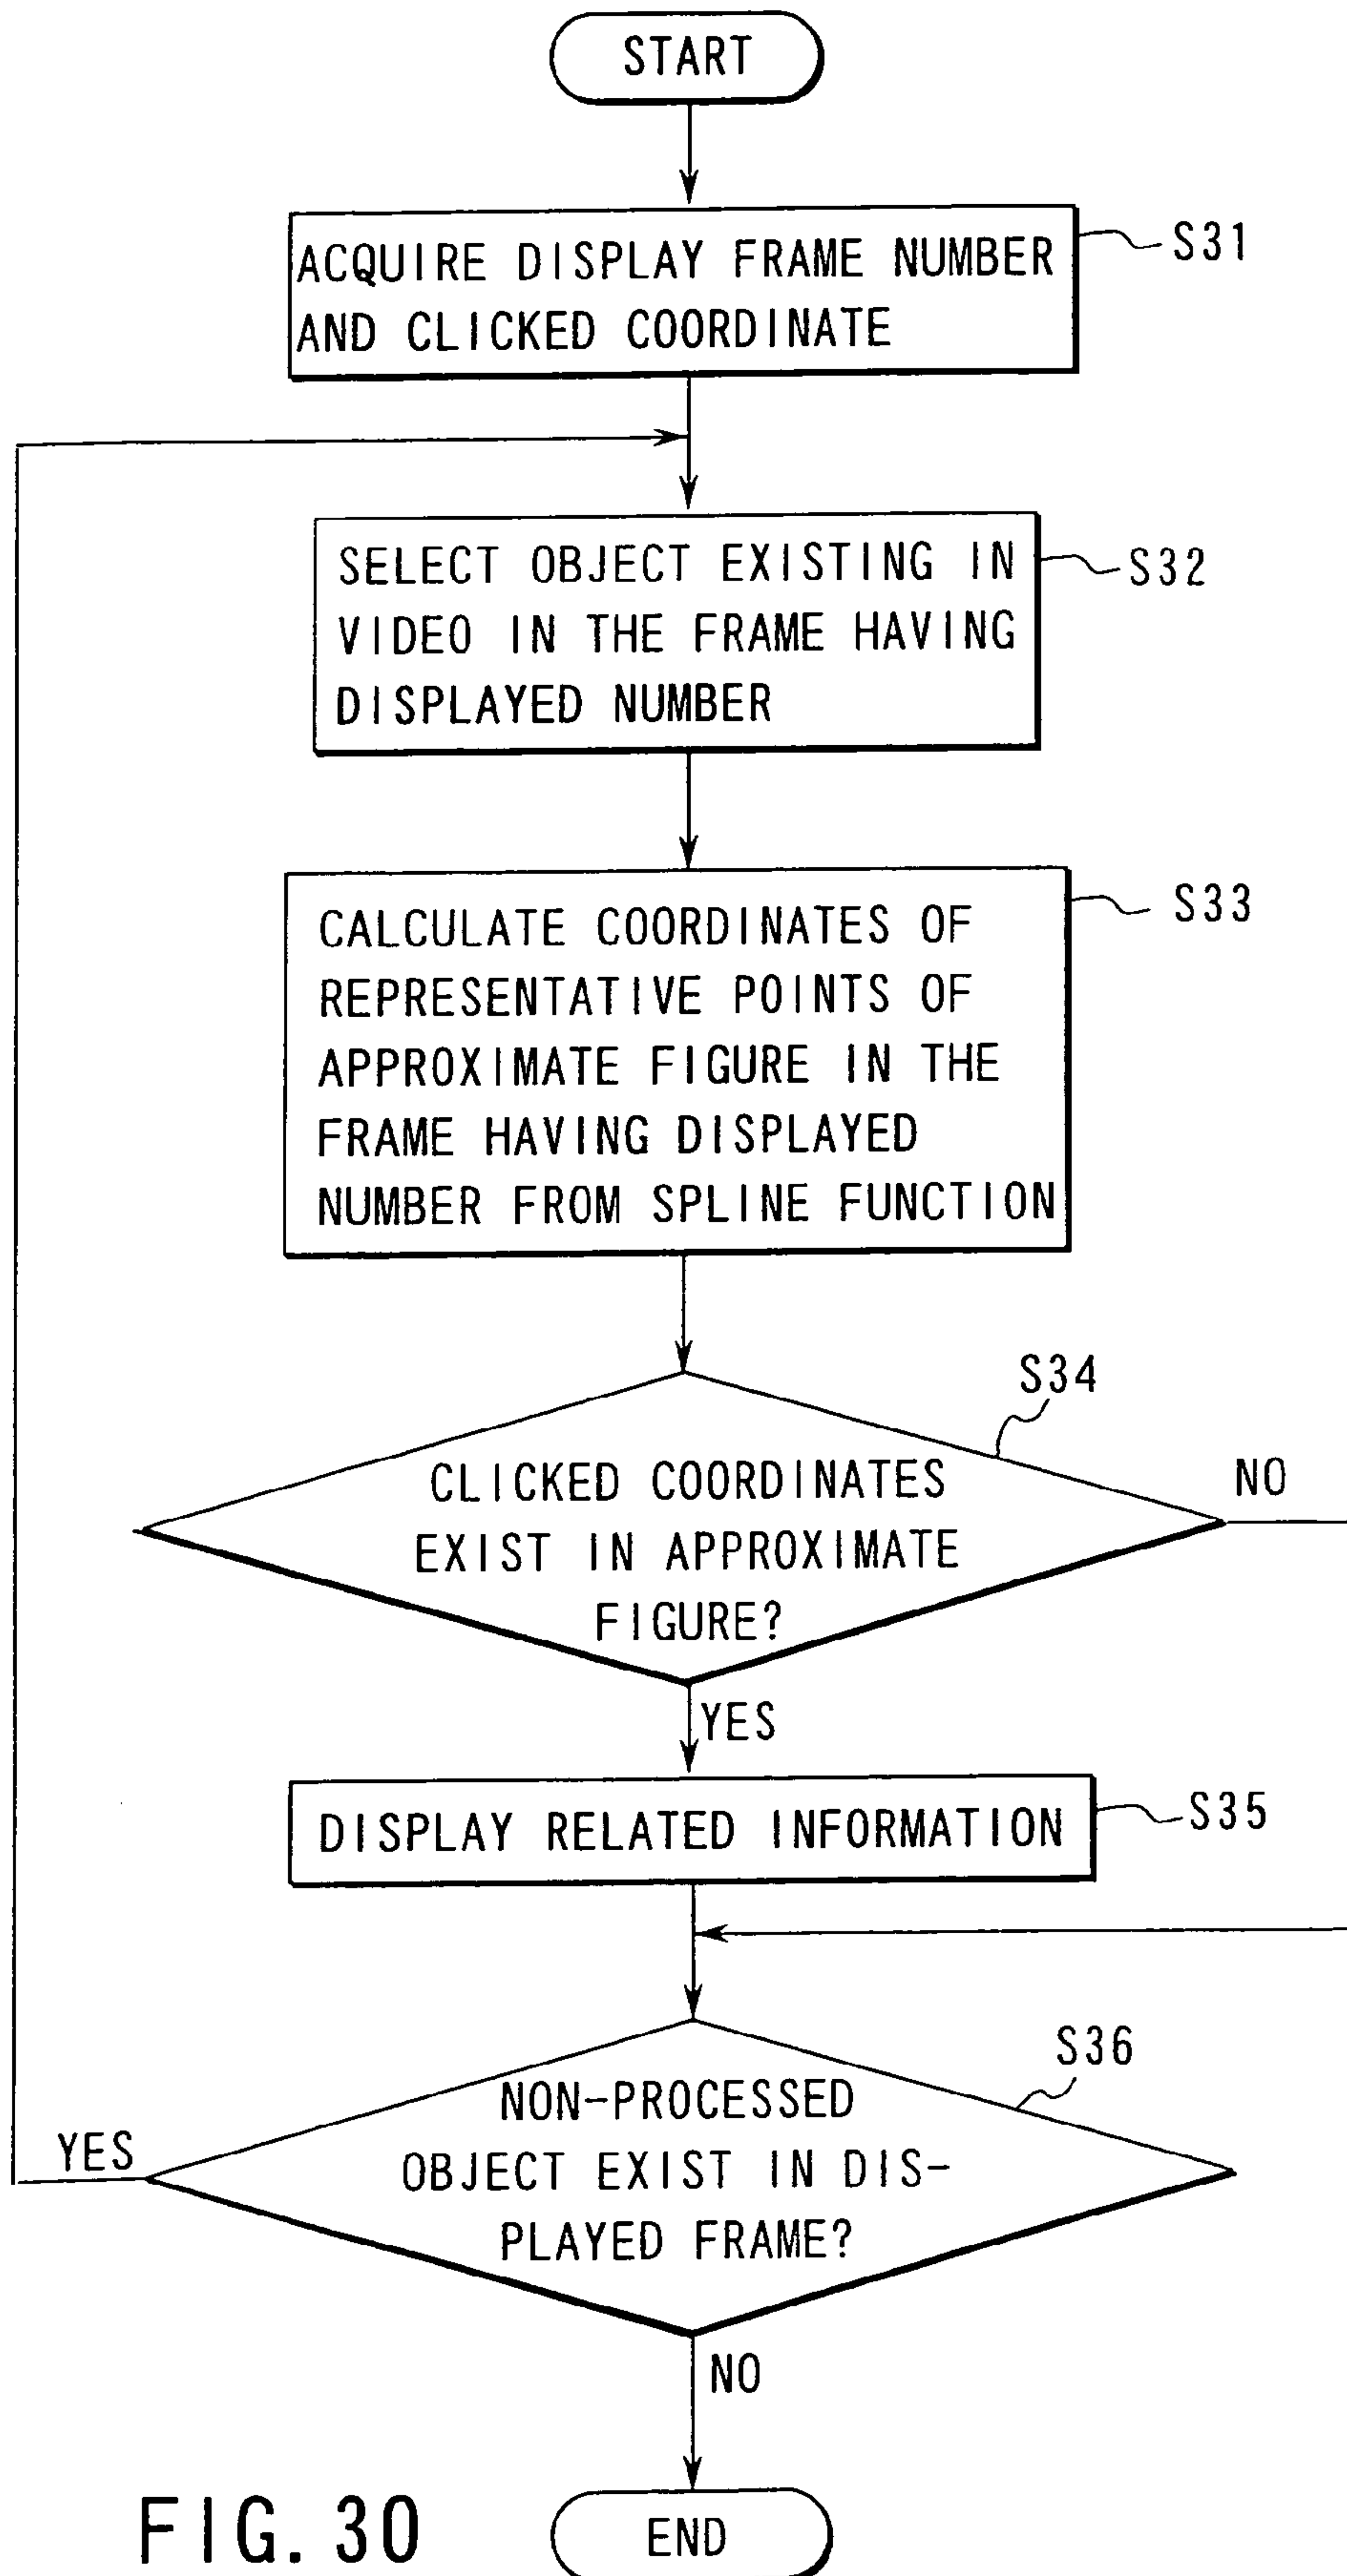 START
ACQUIRE DISPLAY FRAME NUMBER
AND CLICKED COORDINATE
S31
SELECT OBJECT EXISTING IN
VIDEO IN THE FRAME HAVING
DISPLAYED NUMBER
S32
CALCULATE COORDINATES OF
REPRESENTATIVE POINTS OF
APPROXIMATE FIGURE IN THE
FRAME HAVING DISPLAYED
NUMBER FROM SPLINE FUNCTION
S33
S34
CLICKED COORDINATES
EXIST IN APPROXIMATE
FIGURE?
NO
YES
DISPLAY RELATED INFORMATION
S35
S36
NON-PROCESSED
OBJECT EXIST IN DIS-
PLAYED FRAME?
YES
NO
END
FIG. 30